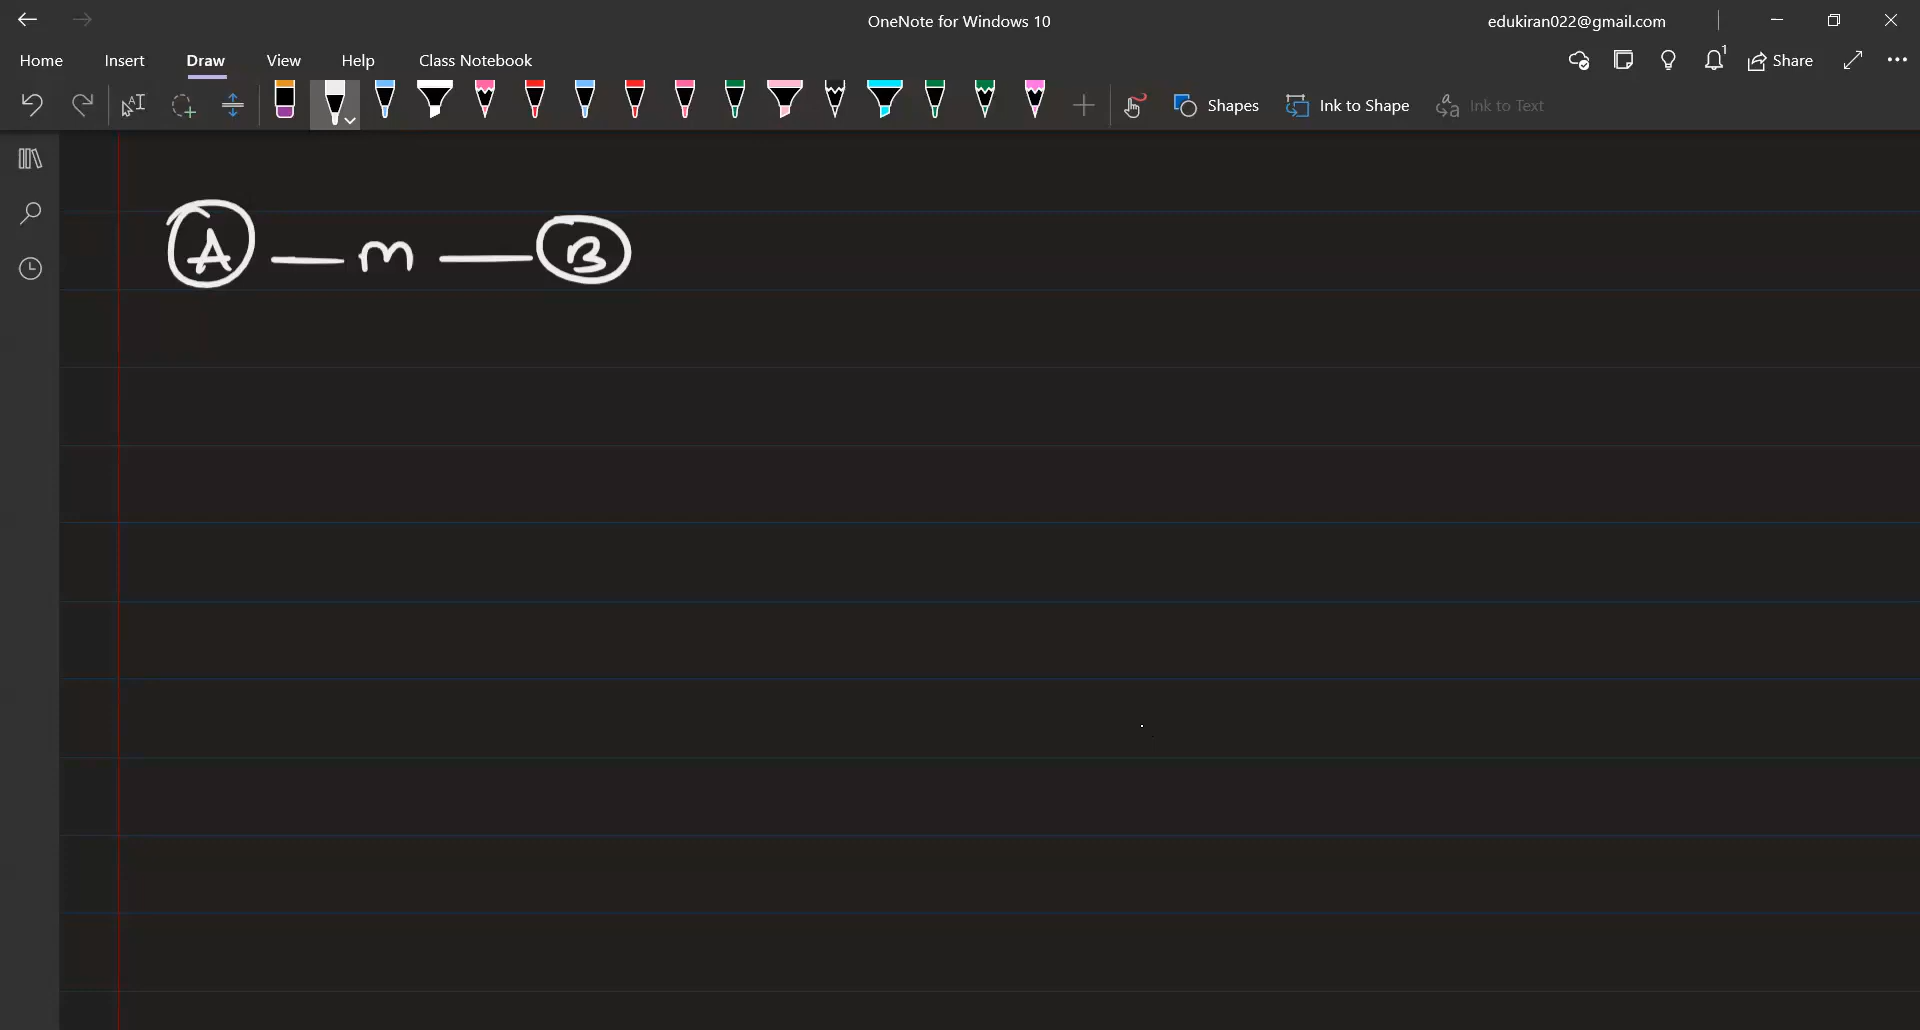 OneNote for Windows 10
edukiran022@gmail.com
Home Insert Draw View Help Class Notebook
1
Share
Shapes Ink to Shape Ink to Text
A — m — B